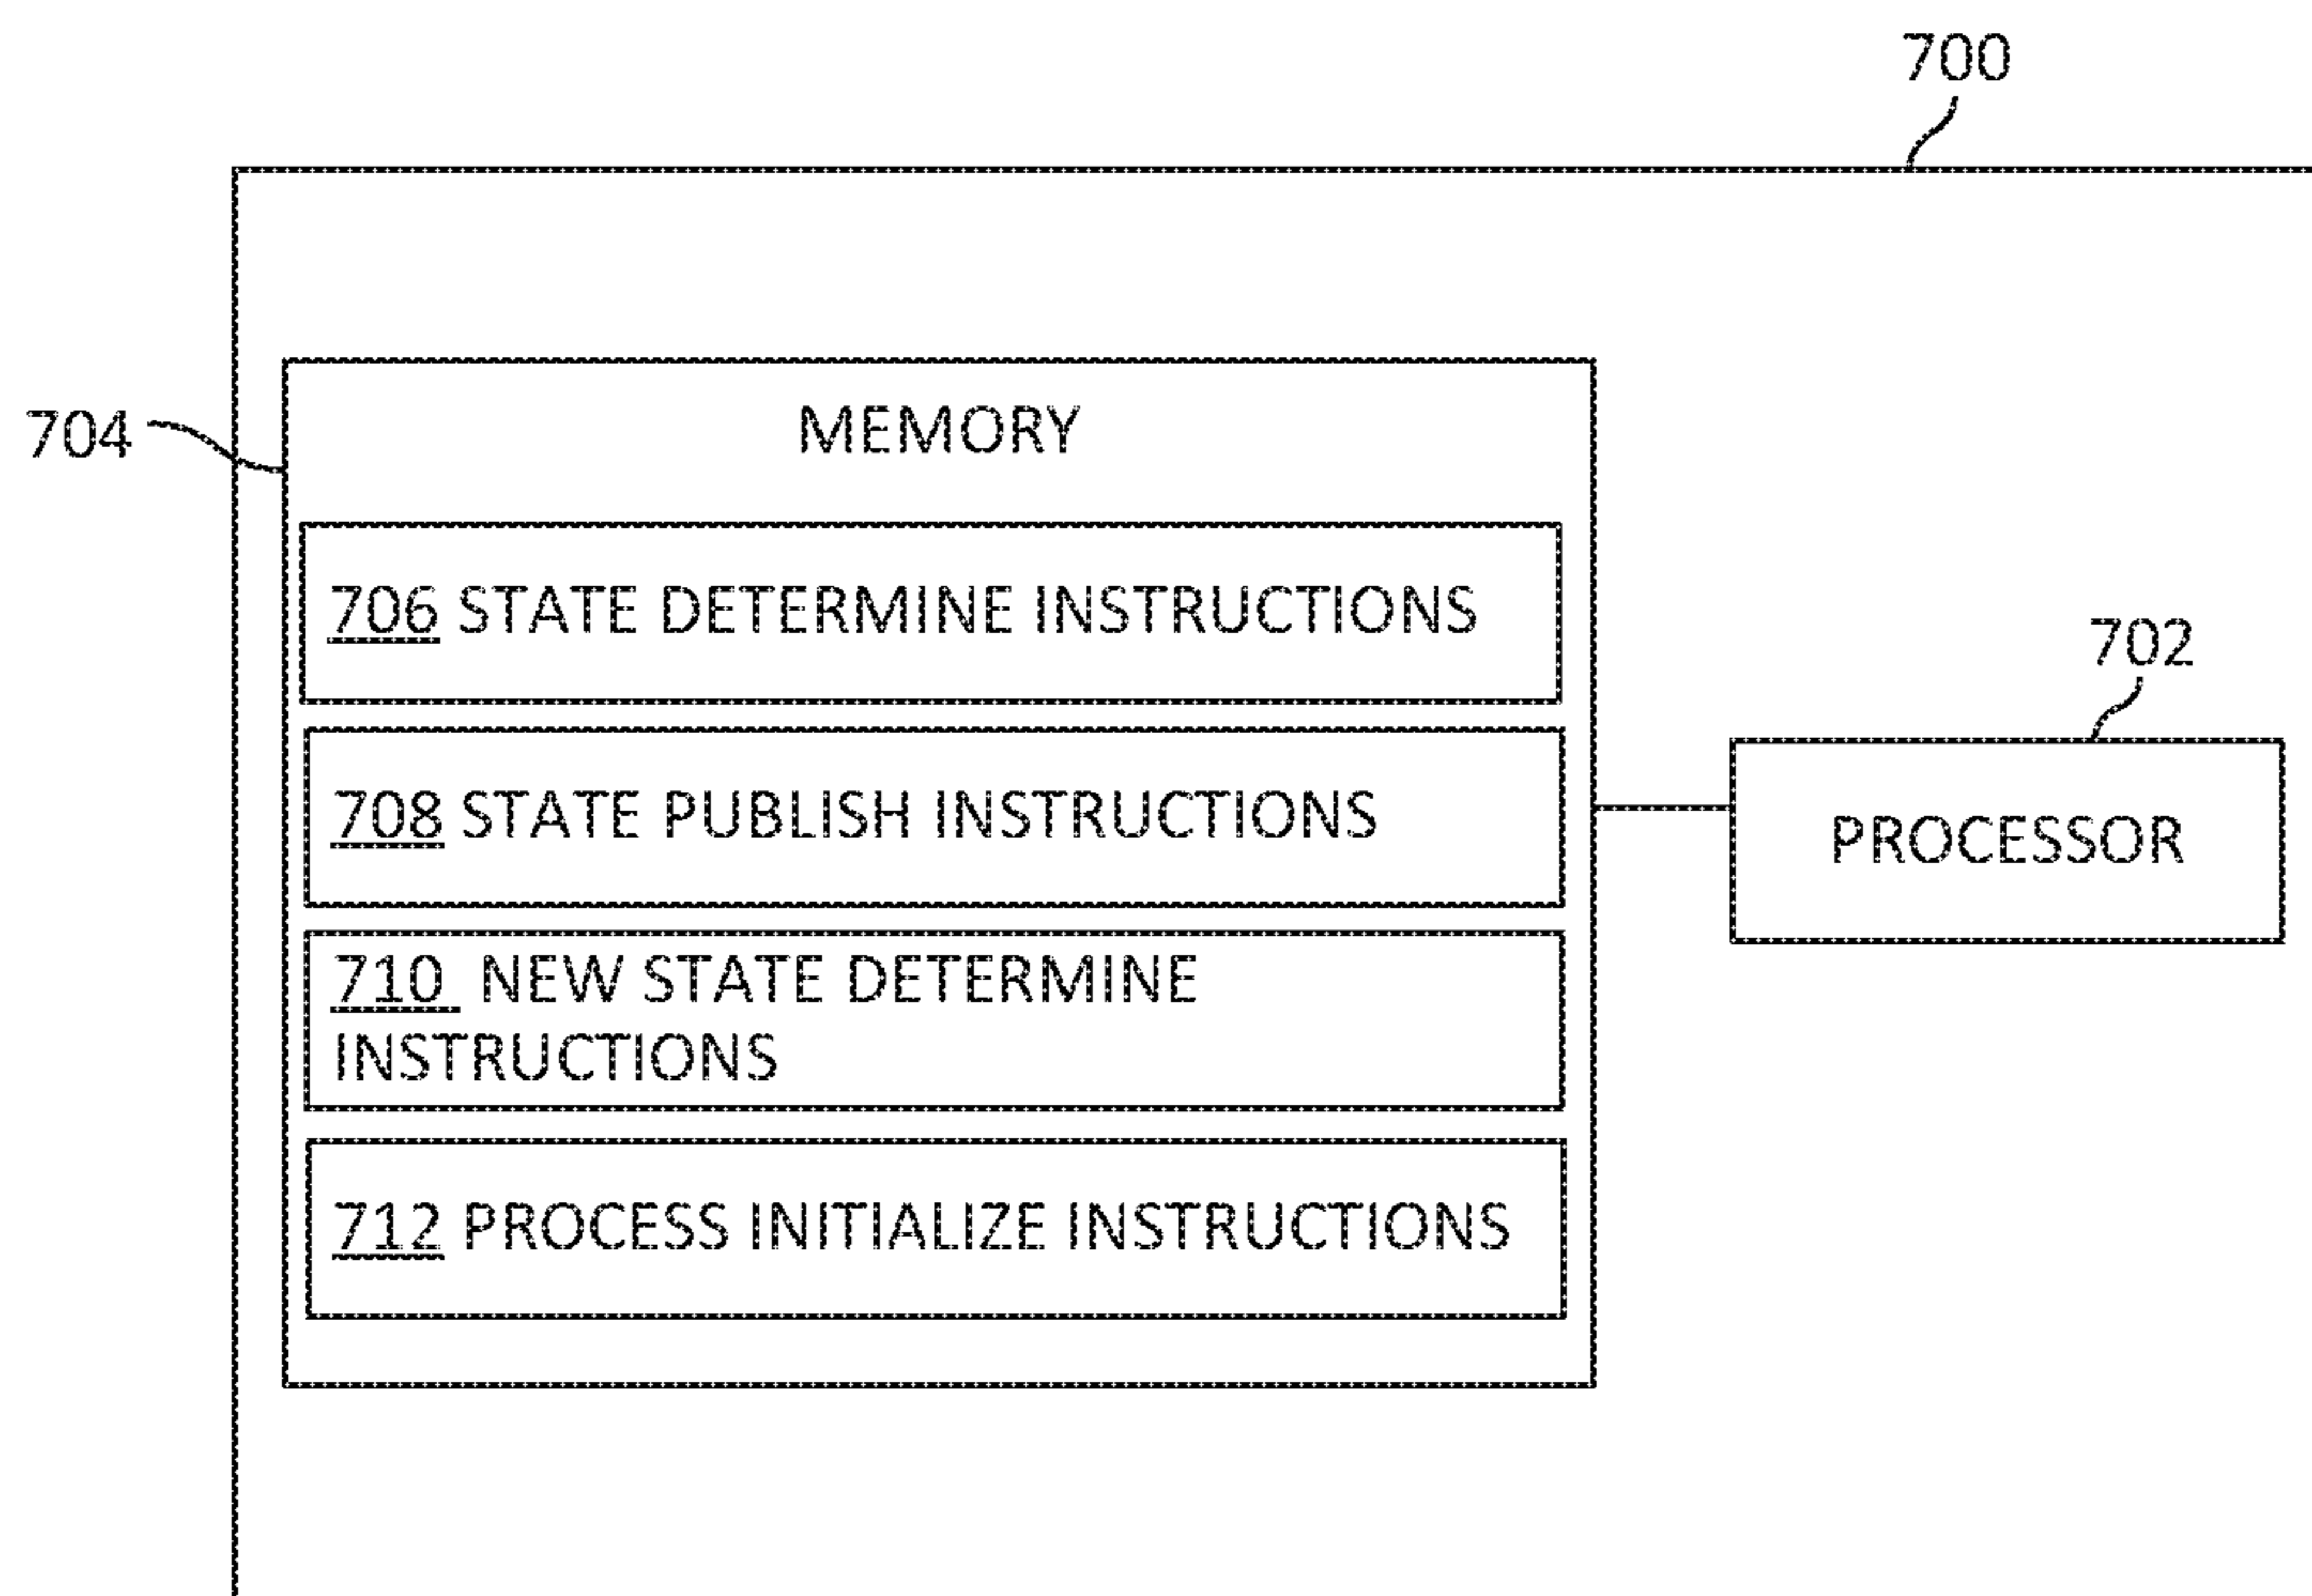 700
704
MEMORY
706 STATE DETERMINE INSTRUCTIONS
702
708 STATE PUBLISH INSTRUCTIONS
PROCESSOR
710 NEW STATE DETERMINE
INSTRUCTIONS
712 PROCESS INITIALIZE INSTRUCTIONS